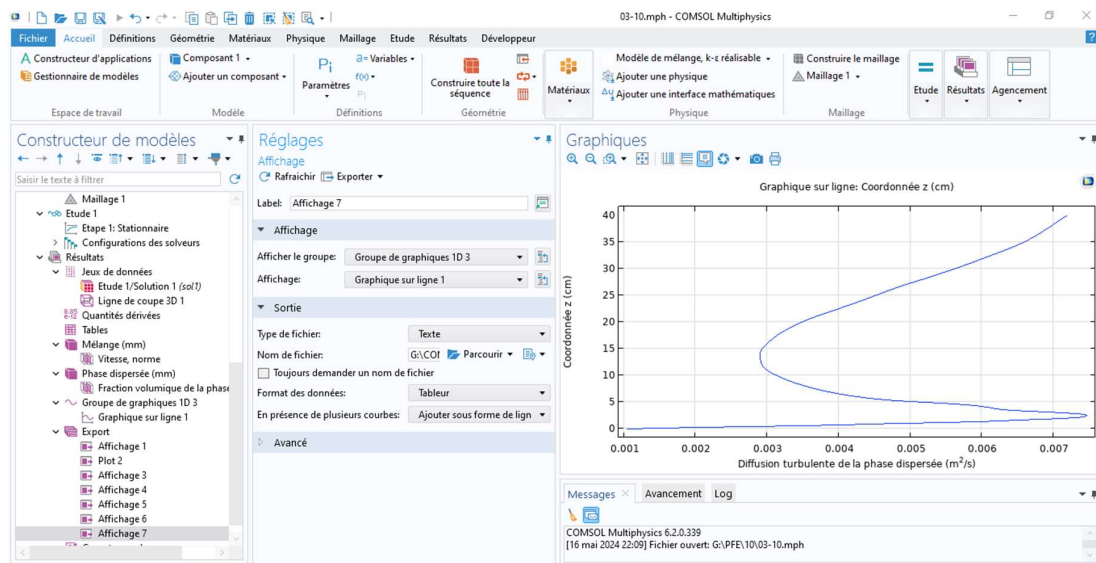 03-10.mph - COMSOL Multiphysics
Fichier Accueil Définitions Géométrie Matériaux Physique Maillage Etude Résultats Développeur
Constructeur d'applications
Gestionnaire de modèles
Espace de travail
Composant 1
Ajouter un composant
Modèle
Pi
Paramètres
a= Variables
f(x)
Pi
Définitions
Construire toute la
séquence
Géométrie
Matériaux
Modèle de mélange, k-ε réalisable
Ajouter une physique
Ajouter une interface mathématiques
Physique
Construire le maillage
Maillage 1
Maillage
Etude
Résultats
Agencement
Constructeur de modèles
Saisir le texte à filtrer
Maillage 1
Etude 1
Etape 1: Stationnaire
Configurations des solveurs
Résultats
Jeux de données
Etude 1/Solution 1 (sol1)
Ligne de coupe 3D 1
Quantités dérivées
Tables
Mélange (mm)
Vitesse, norme
Phase dispersée (mm)
Fraction volumique de la phase
Groupe de graphiques 1D 3
Graphique sur ligne 1
Export
Affichage 1
Plot 2
Affichage 3
Affichage 4
Affichage 5
Affichage 6
Affichage 7
Réglages
Affichage
Rafraichir Exporter
Label: Affichage 7
Affichage
Afficher le groupe: Groupe de graphiques 1D 3
Affichage: Graphique sur ligne 1
Sortie
Type de fichier: Texte
Nom de fichier: G:\COI Parcourir
Toujours demander un nom de fichier
Format des données: Tableur
En présence de plusieurs courbes: Ajouter sous forme de lign
Avancé
Graphiques
Graphique sur ligne: Coordonnée z (cm)
Coordonnée z (cm)
40
35
30
25
20
15
10
5
0
0.001 0.002 0.003 0.004 0.005 0.006 0.007
Diffusion turbulente de la phase dispersée (m²/s)
Messages Avancement Log
COMSOL Multiphysics 6.2.0.339
[16 mai 2024 22:09] Fichier ouvert: G:\PFE\10\03-10.mph